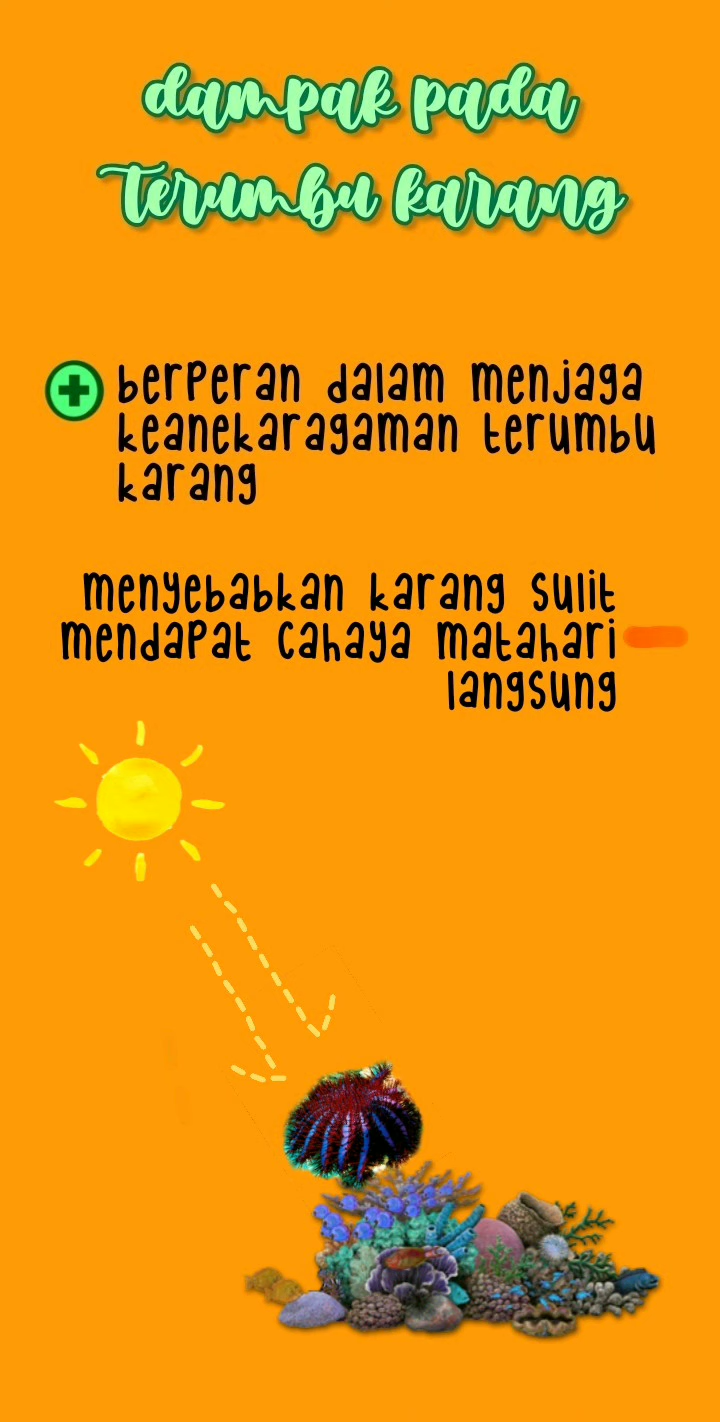 dampak pada
Terumbu karang
berperan dalam menjaga
keanekaragaman terumbu
karang
menyebabkan karang sulit
mendapat cahaya matahari
langsung